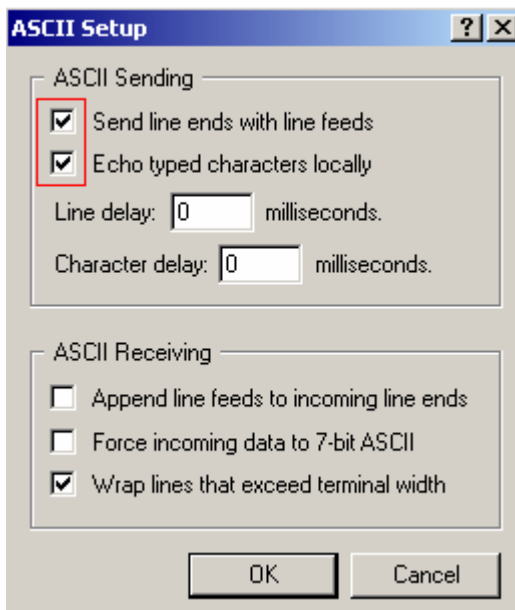 ASCII Setup
ASCII Sending
Send line ends with line feeds
Echo typed characters locally
Line delay: 0 milliseconds.
Character delay: 0 milliseconds.
ASCII Receiving
Append line feeds to incoming line ends
Force incoming data to 7-bit ASCII
Wrap lines that exceed terminal width
OK Cancel